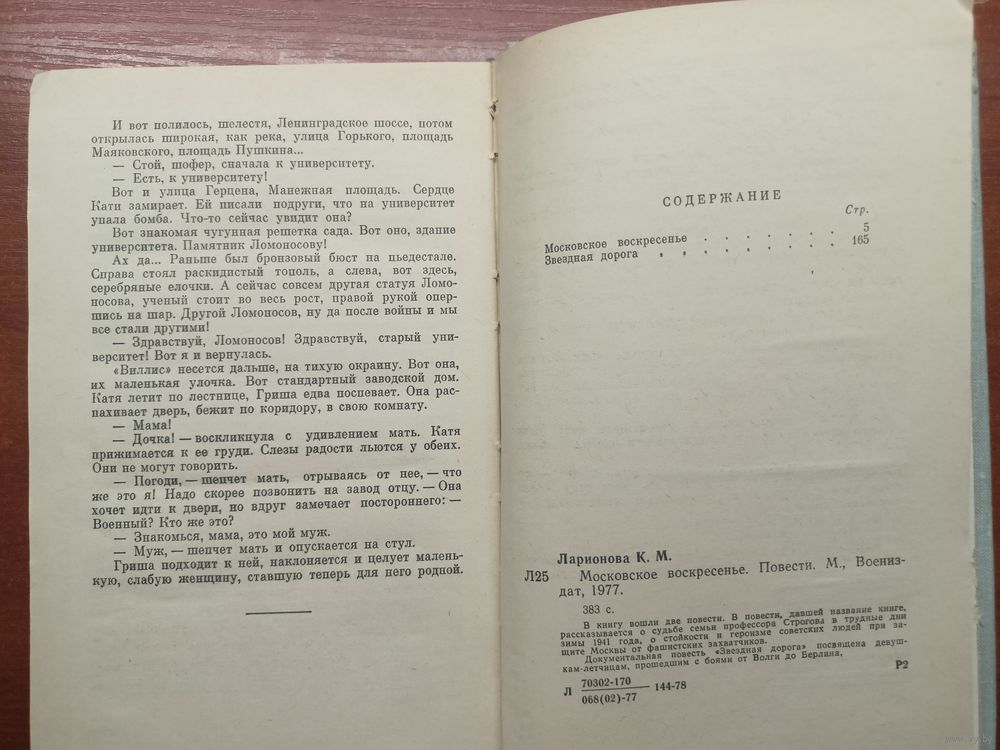 И вот полилось, шелестя, Ленинградское шоссе, потом
открылась широкая, как река, улица Горького, площадь
Маяковского, площадь Пушкина...
— Стой, шофер, сначала к университету.
— Есть, к университету!
Вот и улица Герцена, Манежная площадь. Сердце
Кати замирает. Ей писали подруги, что на университет
упала бомба. Что-то сейчас увидит она?
Вот знакомая чугунная решетка сада. Вот оно, здание
университета. Памятник Ломоносову!
Ах да... Раньше был бронзовый бюст на пьедестале.
Справа стоял раскидистый тополь, а слева, вот здесь,
серебряные елочки. А сейчас совсем другая статуя Ломо-
носова, ученый стоит во весь рост, правой рукой опер-
шись на шар. Другой Ломоносов, ну да после войны и мы
все стали другими!
— Здравствуй, Ломоносов! Здравствуй, старый уни-
верситет! Вот я и вернулась.
«Виллис» несется дальше, на тихую окраину. Вот она,
их маленькая улочка. Вот стандартный заводской дом.
Катя летит по лестнице, Гриша едва поспевает. Она рас-
пахивает дверь, бежит по коридору, в свою комнату.
— Мама!
— Дочка! — воскликнула с удивлением мать. Катя
прижимается к ее груди. Слезы радости льются у обеих.
Они не могут говорить.
— Погоди, — шепчет мать, отрываясь от нее, — что
же это я! Надо скорее позвонить на завод отцу. — Она
хочет идти к двери, но вдруг замечает постороннего: —
Военный? Кто же это?
— Знакомься, мама, это мой муж.
— Муж, — шепчет мать и опускается на стул.
Гриша подходит к ней, наклоняется и целует малень-
кую, слабую женщину, ставшую теперь для него родной.
СОДЕРЖАНИЕ
Стр.
Московское воскресенье . . . . . . . 5
Звездная дорога . . . . . . . 165
Ларионова К. М.
Л25 Московское воскресенье. Повести. М., Воениз-
дат, 1977.
383 с.
В книгу вошли две повести. В повести, давшей название книге,
рассказывается о судьбе семьи профессора Строгова в трудные дни
зимы 1941 года, о стойкости и героизме советских людей при за-
щите Москвы от фашистских захватчиков.
Документальная повесть «Звездная дорога» посвящена девуш-
кам-летчицам, прошедшим с боями от Волги до Берлина.
Л 70302-170 144-78 Р2
068(02)-77